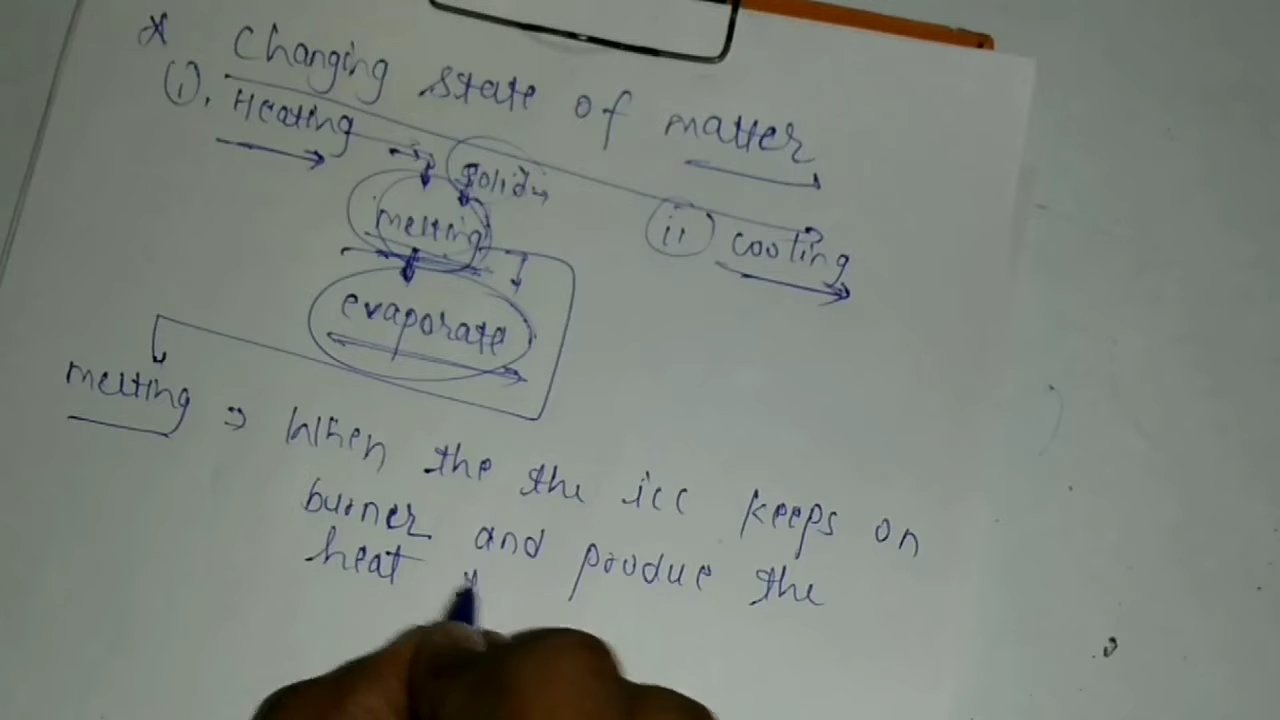 * Changing state of matter
(i). Heating
solid
melting
(ii) cooling
evaporate
melting ⇒ When the the ice keeps on
burner and produe the
heat